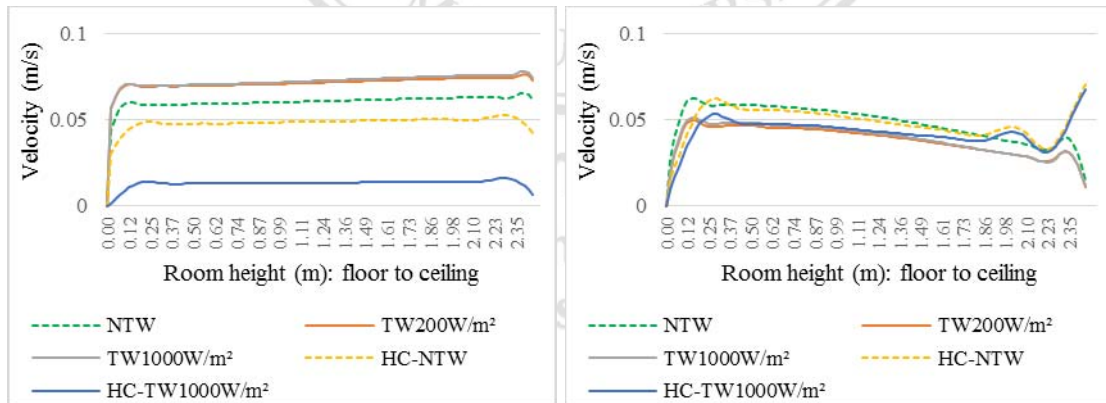 0.1
0.05
0
Velocity (m/s)
0.00 0.12 0.25 0.37 0.50 0.62 0.74 0.87 0.99 1.11 1.24 1.36 1.49 1.61 1.73 1.86 1.98 2.10 2.23 2.35
Room height (m): floor to ceiling
NTW TW200W/m²
TW1000W/m² HC-NTW
HC-TW1000W/m²
0.1
0.05
0
Velocity (m/s)
0.00 0.12 0.25 0.37 0.50 0.62 0.74 0.87 0.99 1.11 1.24 1.36 1.49 1.61 1.73 1.86 1.98 2.10 2.23 2.35
Room height (m): floor to ceiling
NTW TW200W/m²
TW1000W/m² HC-NTW
HC-TW1000W/m²